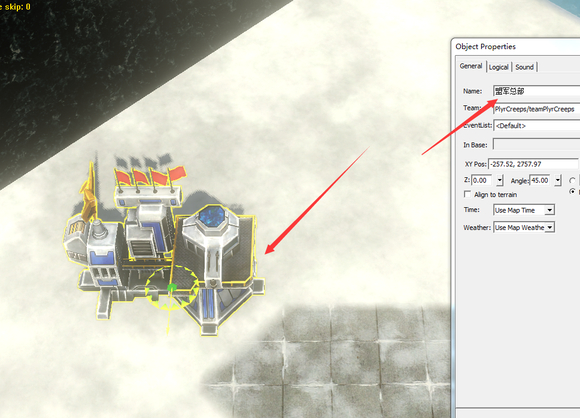 skip: 0
Object Properties
General Logical Sound
Name: 盟军总部
Team: PlyrCreeps/teamPlyrCreeps
EventList: <Default>
In Base:
XY Pos: -257.52, 2757.97
Z: 0.00 Angle: 45.00
Align to terrain
Time: Use Map Time
Weather: Use Map Weathe